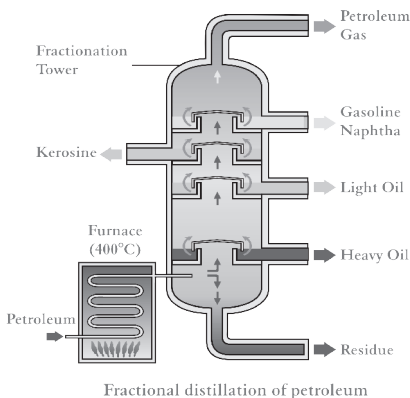 Petroleum
Gas
Fractionation
Tower
Gasoline
Naphtha
Kerosine
Light Oil
Furnace
(400°C)
Heavy Oil
Petroleum
Residue
Fractional distillation of petroleum